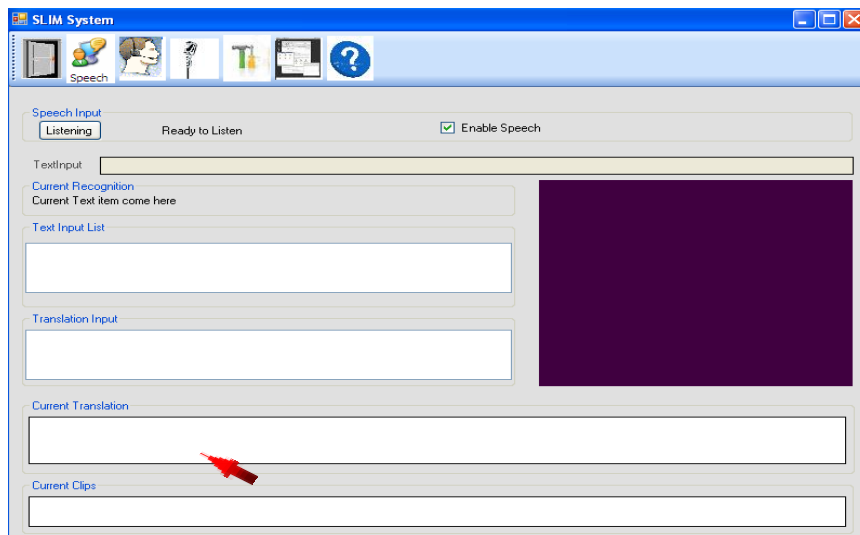 SLIM System
Speech
Speech Input
Listening Ready to Listen Enable Speech
TextInput
Current Recognition
Current Text item come here
Text Input List
Translation Input
Current Translation
Current Clips